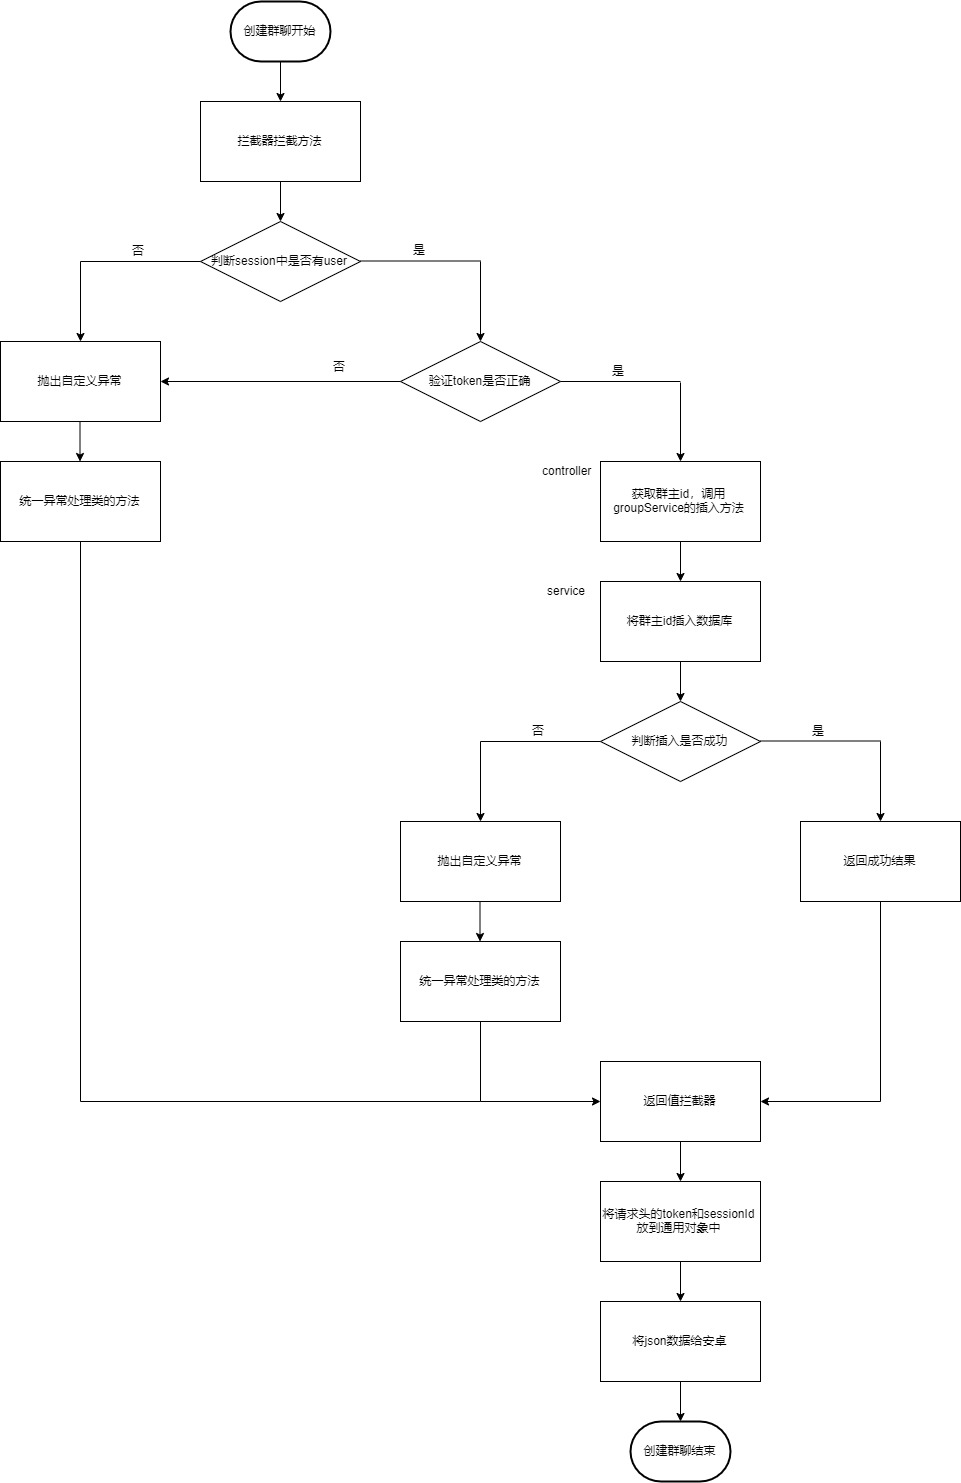 创建群聊开始
拦截器拦截方法
否
是
判断session中是否有user
否
是
抛出自定义异常
验证token是否正确
controller
获取群主id，调用
groupService的插入方法
统一异常处理类的方法
service
将群主id插入数据库
否
是
判断插入是否成功
抛出自定义异常
返回成功结果
统一异常处理类的方法
返回值拦截器
将请求头的token和sessionId
放到通用对象中
将json数据给安卓
创建群聊结束